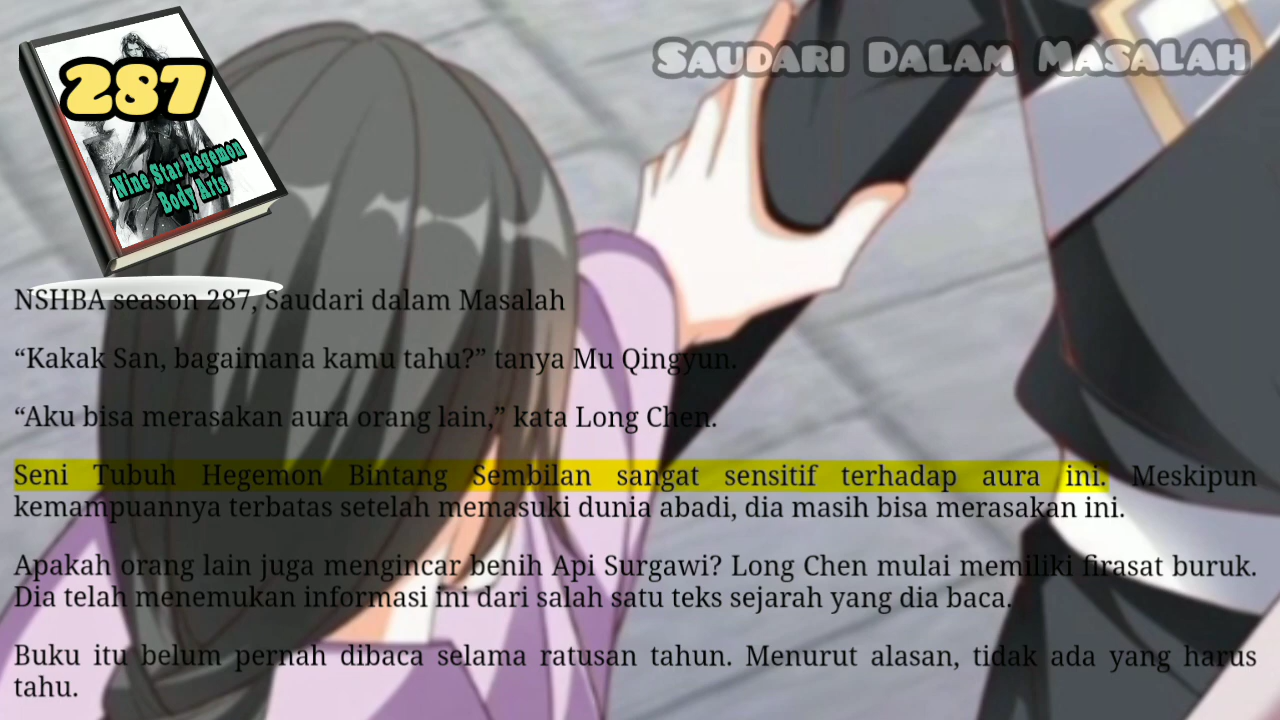 287
Nine Star Hegemon
Body Arts
Saudari Dalam Masalah
NSHBA season 287, Saudari dalam Masalah
“Kakak San, bagaimana kamu tahu?” tanya Mu Qingyun.
“Aku bisa merasakan aura orang lain,” kata Long Chen.
Seni Tubuh Hegemon Bintang Sembilan sangat sensitif terhadap aura ini. Meskipun
kemampuannya terbatas setelah memasuki dunia abadi, dia masih bisa merasakan ini.
Apakah orang lain juga mengincar benih Api Surgawi? Long Chen mulai memiliki firasat buruk.
Dia telah menemukan informasi ini dari salah satu teks sejarah yang dia baca.
Buku itu belum pernah dibaca selama ratusan tahun. Menurut alasan, tidak ada yang harus
tahu.